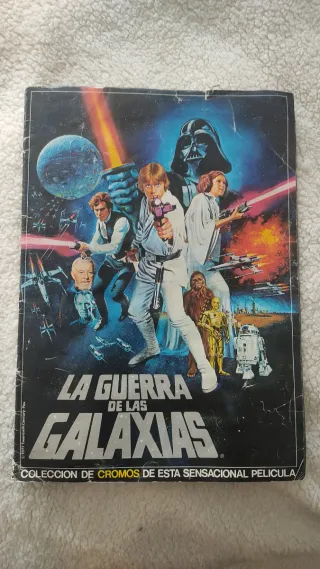 LA GUERRA
DE LAS
GALAXIAS®
COLECCION DE CROMOS DE ESTA SENSACIONAL PELICULA